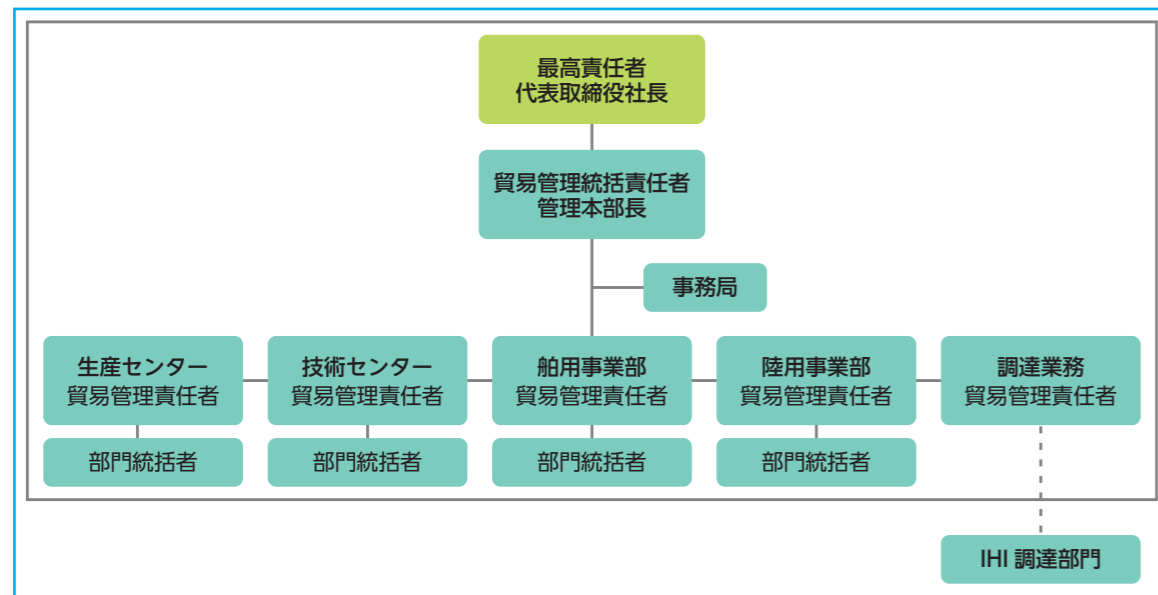 最高責任者
代表取締役社長
貿易管理統括責任者
管理本部長
事務局
生産センター
貿易管理責任者
技術センター
貿易管理責任者
舶用事業部
貿易管理責任者
陸用事業部
貿易管理責任者
調達業務
貿易管理責任者
部門統括者
部門統括者
部門統括者
部門統括者
IHI 調達部門